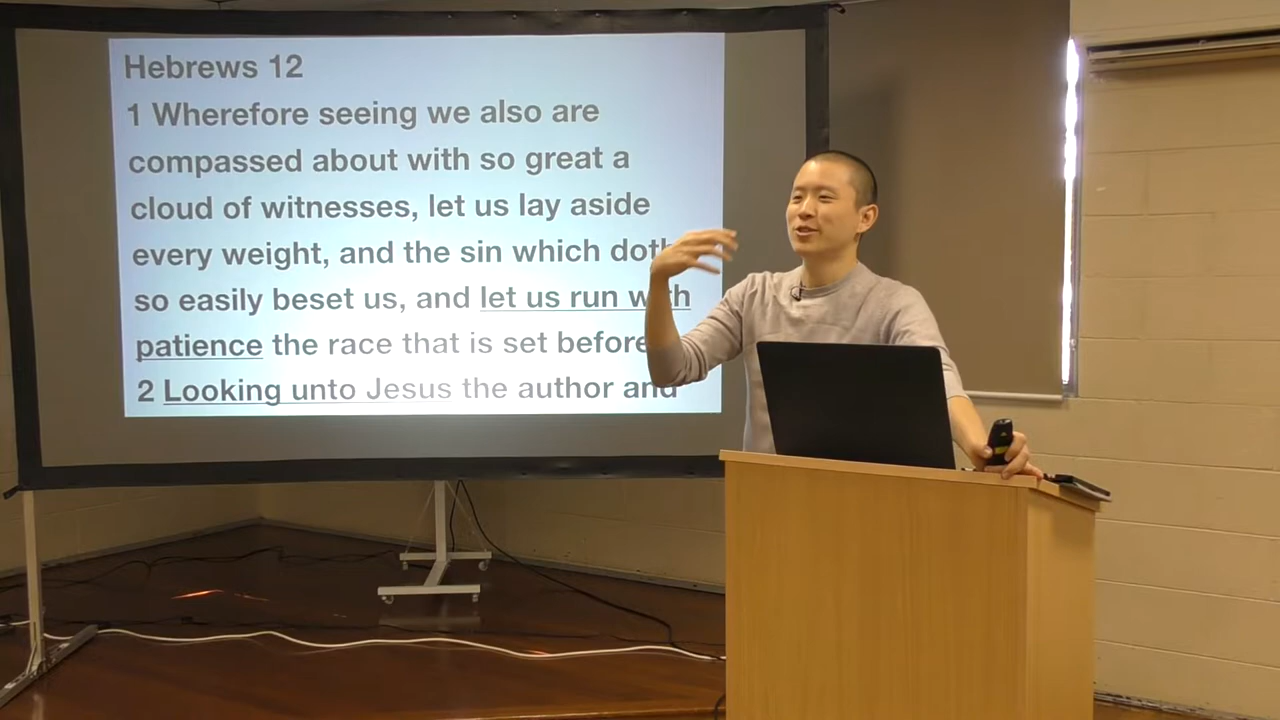 Hebrews 12
1 Wherefore seeing we also are
compassed about with so great a
cloud of witnesses, let us lay aside
every weight, and the sin which doth
so easily beset us, and let us run with
patience the race that is set before
2 Looking unto Jesus the author and